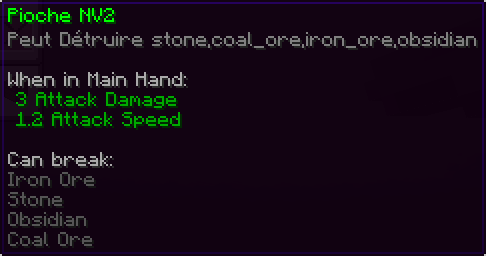 Pioche NV2
Peut Détruire stone,coal_ore,iron_ore,obsidian
When in Main Hand:
3 Attack Damage
1.2 Attack Speed
Can break:
Iron Ore
Stone
Obsidian
Coal Ore